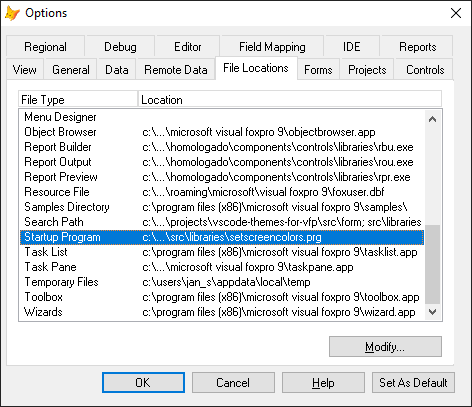 Options
Regional Debug Editor Field Mapping IDE Reports
View General Data Remote Data File Locations Forms Projects Controls
File Type Location
Menu Designer
Object Browser c:\...\microsoft visual foxpro 9\objectbrowser.app
Report Builder c:\...\homologado\components\controls\libraries\rbu.exe
Report Output c:\...\homologado\components\controls\libraries\rou.exe
Report Preview c:\...\homologado\components\controls\libraries\rpr.exe
Resource File c:\...\roaming\microsoft\visual foxpro 9\foxuser.dbf
Samples Directory c:\program files (x86)\microsoft visual foxpro 9\samples\
Search Path c:\...\projects\vscode-themes-for-vfp\src\form; src\libraries
Startup Program c:\...\src\libraries\setscreencolors.prg
Task List c:\program files (x86)\microsoft visual foxpro 9\tasklist.app
Task Pane c:\...\microsoft visual foxpro 9\taskpane.app
Temporary Files c:\users\jan_s\appdata\local\temp
Toolbox c:\program files (x86)\microsoft visual foxpro 9\toolbox.app
Wizards c:\program files (x86)\microsoft visual foxpro 9\wizard.app
Modify...
OK Cancel Help Set As Default